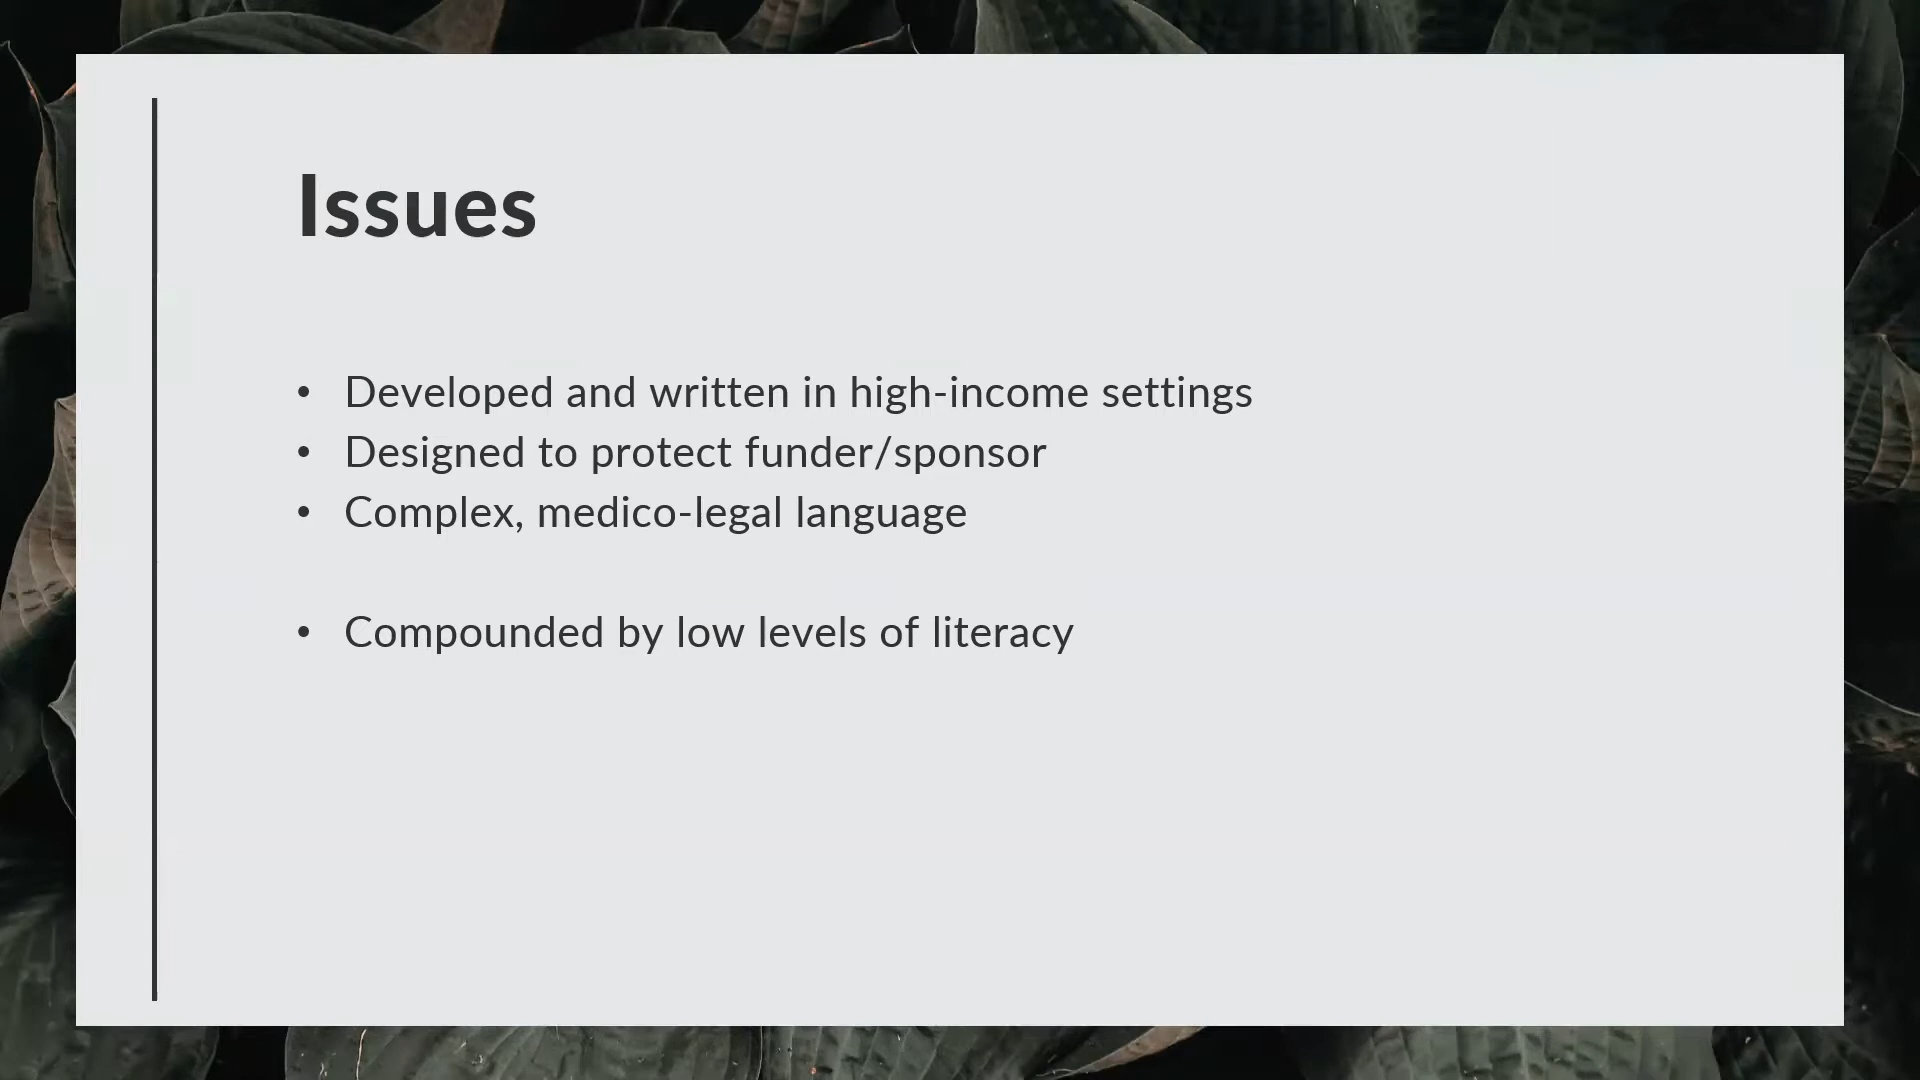 Issues
• Developed and written in high-income settings
• Designed to protect funder/sponsor
• Complex, medico-legal language
• Compounded by low levels of literacy